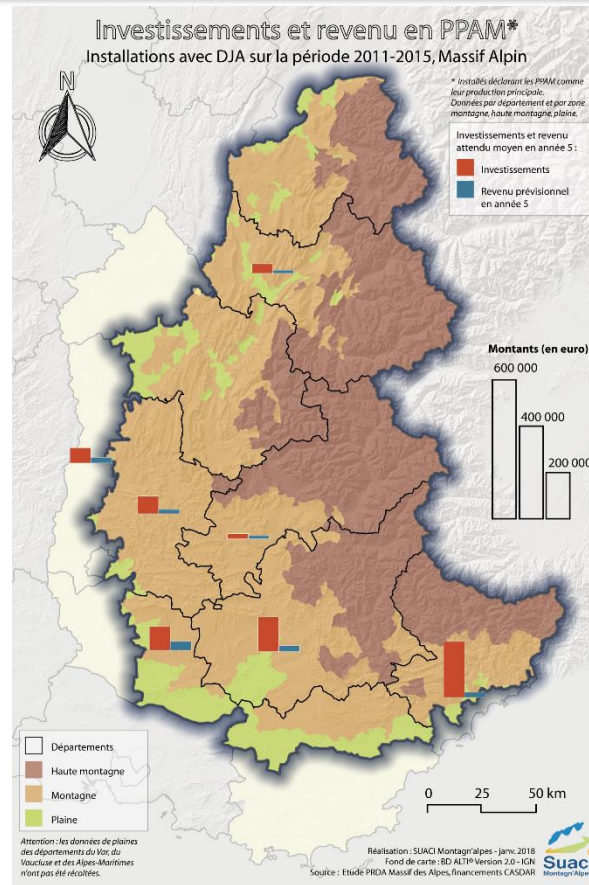 Investissements et revenu en PPAM*
Installations avec DJA sur la période 2011-2015, Massif Alpin
N
* Installés déclarant les PPAM comme
leur production principale.
Données par département et par zone
montagne, haute montagne, plaine.
Investissements et revenu
attendu moyen en année 5 :
Investissements
Revenu prévisionnel
en année 5
Montants (en euro)
600 000
400 000
200 000
Départements
Haute montagne
Montagne
Plaine
Attention : les données de plaines
des départements du Var, du
Vaucluse et des Alpes-Maritimes
n'ont pas été récoltées.
0 25 50 km
Réalisation : SUACI Montagn'alpes - janv. 2018
Fond de carte : BD ALTI® Version 2.0 - IGN
Source : Etude PRDA Massif des Alpes, financements CASDAR
Suaci
Montagn'Alpes